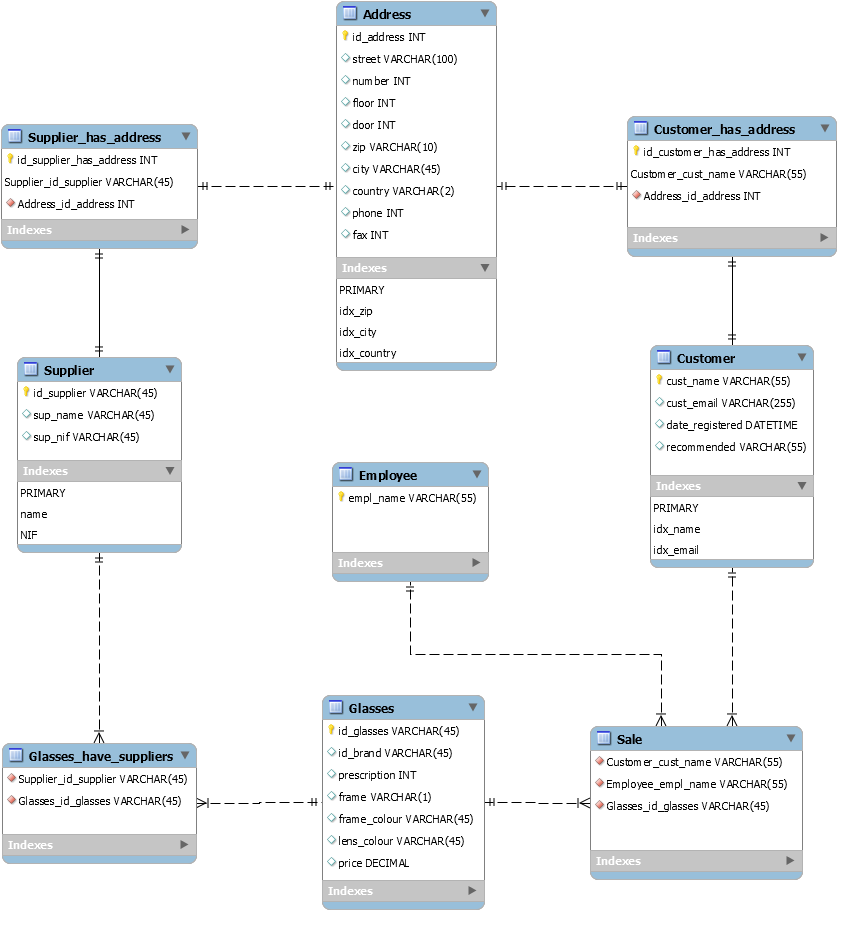 Address
id_address INT
street VARCHAR(100)
number INT
floor INT
door INT
zip VARCHAR(10)
city VARCHAR(45)
country VARCHAR(2)
phone INT
fax INT
Indexes
PRIMARY
idx_zip
idx_city
idx_country
Supplier_has_address
id_supplier_has_address INT
Supplier_id_supplier VARCHAR(45)
Address_id_address INT
Indexes
Customer_has_address
id_customer_has_address INT
Customer_cust_name VARCHAR(55)
Address_id_address INT
Indexes
Supplier
id_supplier VARCHAR(45)
sup_name VARCHAR(45)
sup_nif VARCHAR(45)
Indexes
PRIMARY
name
NIF
Customer
cust_name VARCHAR(55)
cust_email VARCHAR(255)
date_registered DATETIME
recommended VARCHAR(55)
Indexes
PRIMARY
idx_name
idx_email
Employee
empl_name VARCHAR(55)
Indexes
Glasses_have_suppliers
Supplier_id_supplier VARCHAR(45)
Glasses_id_glasses VARCHAR(45)
Indexes
Glasses
id_glasses VARCHAR(45)
id_brand VARCHAR(45)
prescription INT
frame VARCHAR(1)
frame_colour VARCHAR(45)
lens_colour VARCHAR(45)
price DECIMAL
Indexes
Sale
Customer_cust_name VARCHAR(55)
Employee_empl_name VARCHAR(55)
Glasses_id_glasses VARCHAR(45)
Indexes